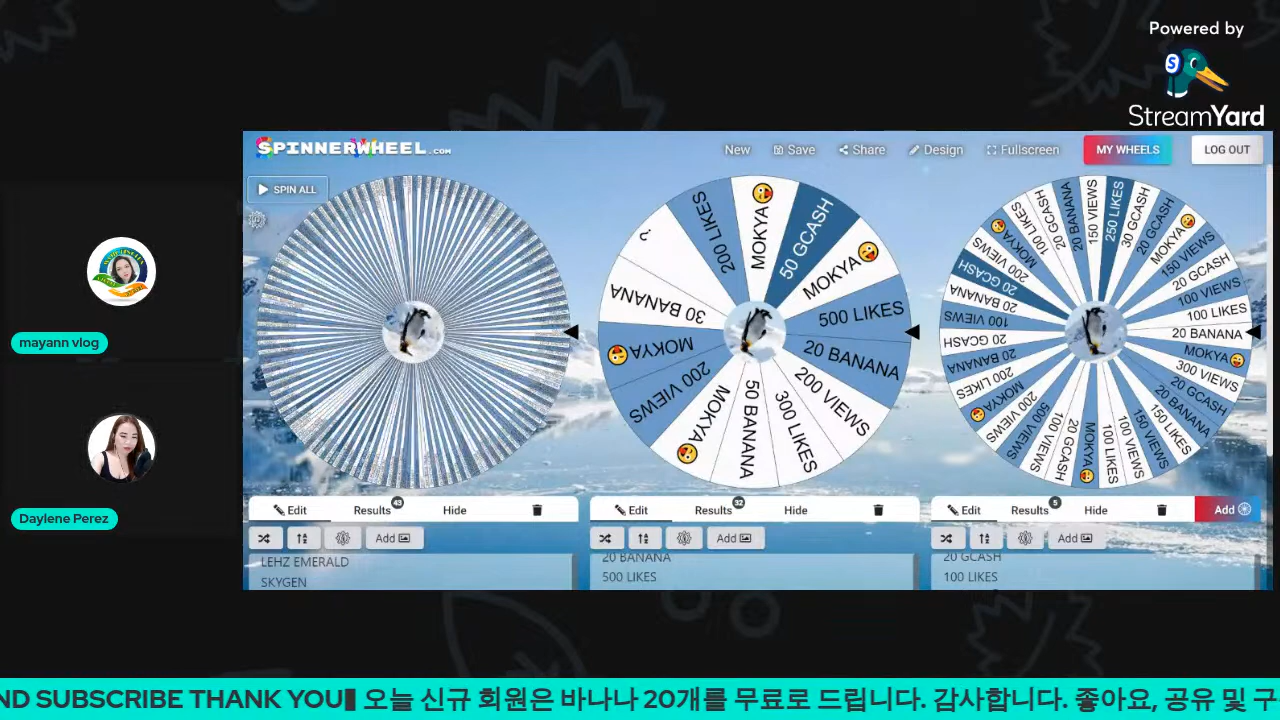 Powered by
StreamYard
SPINNERWHEEL.COM
New
Save
Share
Design
Fullscreen
MY WHEELS
LOG OUT
SPIN ALL
200 LIKES
MOKYA
50 GCASH
MOKYA
500 LIKES
20 BANANA
200 VIEWS
300 LIKES
50 BANANA
MOKYA
200 VIEWS
MOKYA
30 BANANA
?
150 VIEWS
250 LIKES
30 GCASH
20 GCASH
MOKYA
150 VIEWS
20 GCASH
100 VIEWS
100 LIKES
20 BANANA
MOKYA
300 VIEWS
20 GCASH
20 BANANA
150 LIKES
150 VIEWS
100 VIEWS
100 LIKES
MOKYA
20 GCASH
100 VIEWS
500 VIEWS
200 VIEWS
MOKYA
200 LIKES
20 BANANA
20 GCASH
100 VIEWS
20 BANANA
20 GCASH
200 VIEWS
MOKYA
100 LIKES
20 GCASH
20 BANANA
mayann vlog
Daylene Perez
Edit
Results 43
Hide
Edit
Results 32
Hide
Edit
Results 5
Hide
Add
Add
Add
Add
LEHZ EMERALD
SKYGEN
20 BANANA
500 LIKES
20 GCASH
100 LIKES
ND SUBSCRIBE THANK YOU 오늘 신규 회원은 바나나 20개를 무료로 드립니다. 감사합니다. 좋아요, 공유 및 구